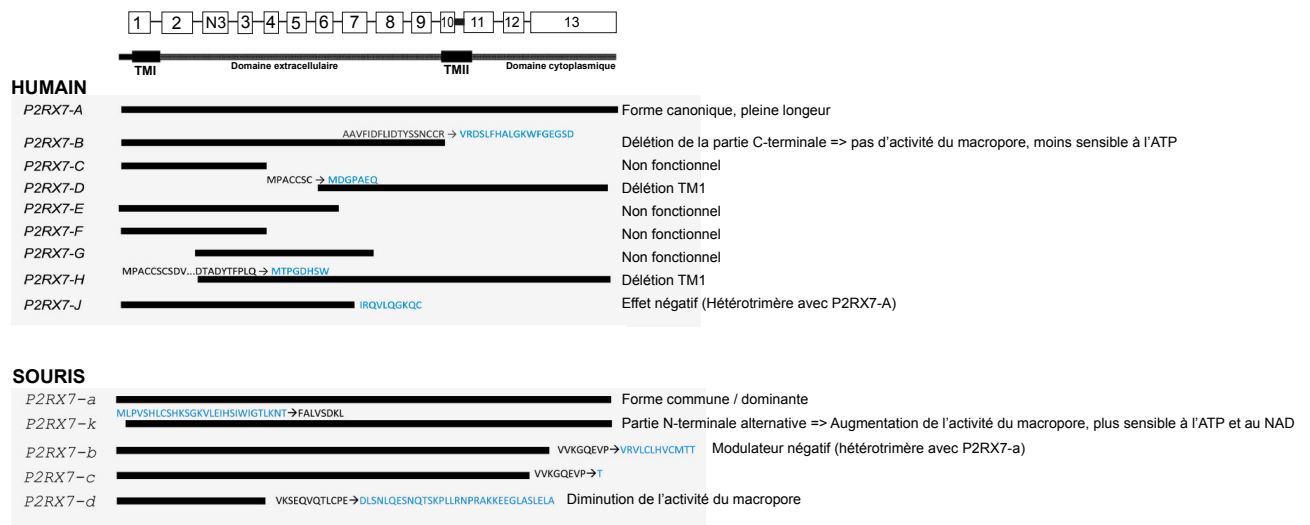 1 2 N3 3 4 5 6 7 8 9 10 11 12 13
TMI Domaine extracellulaire TMII Domaine cytoplasmique
HUMAIN
P2RX7-A Forme canonique, pleine longeur
AAVFIDFLIDTYSSNCCR → VRDSLFHALGKWFGEGSD
P2RX7-B Délétion de la partie C-terminale => pas d'activité du macropore, moins sensible à l'ATP
P2RX7-C Non fonctionnel
MPACCSC → MDGPAEQ
P2RX7-D Délétion TM1
P2RX7-E Non fonctionnel
P2RX7-F Non fonctionnel
P2RX7-G Non fonctionnel
MPACCSCSDV...DTADYTFPLQ → MTPGDHSW
P2RX7-H Délétion TM1
P2RX7-J IRQVLQGKQC Effet négatif (Hétérotrimère avec P2RX7-A)
SOURIS
P2RX7-a Forme commune / dominante
MLPVSHLCSHKSGKVLEIHSIWIGTLKNT→FALVSDKL
P2RX7-k Partie N-terminale alternative => Augmentation de l'activité du macropore, plus sensible à l'ATP et au NAD
P2RX7-b VVKGQEVP→VRVLCLHVCMTT Modulateur négatif (hétérotrimère avec P2RX7-a)
P2RX7-c VVKGQEVP→T
P2RX7-d VKSEQVQTLCPE→DLSNLQESNQTSKPLLRNPRAKKEEGLASLELA Diminution de l'activité du macropore